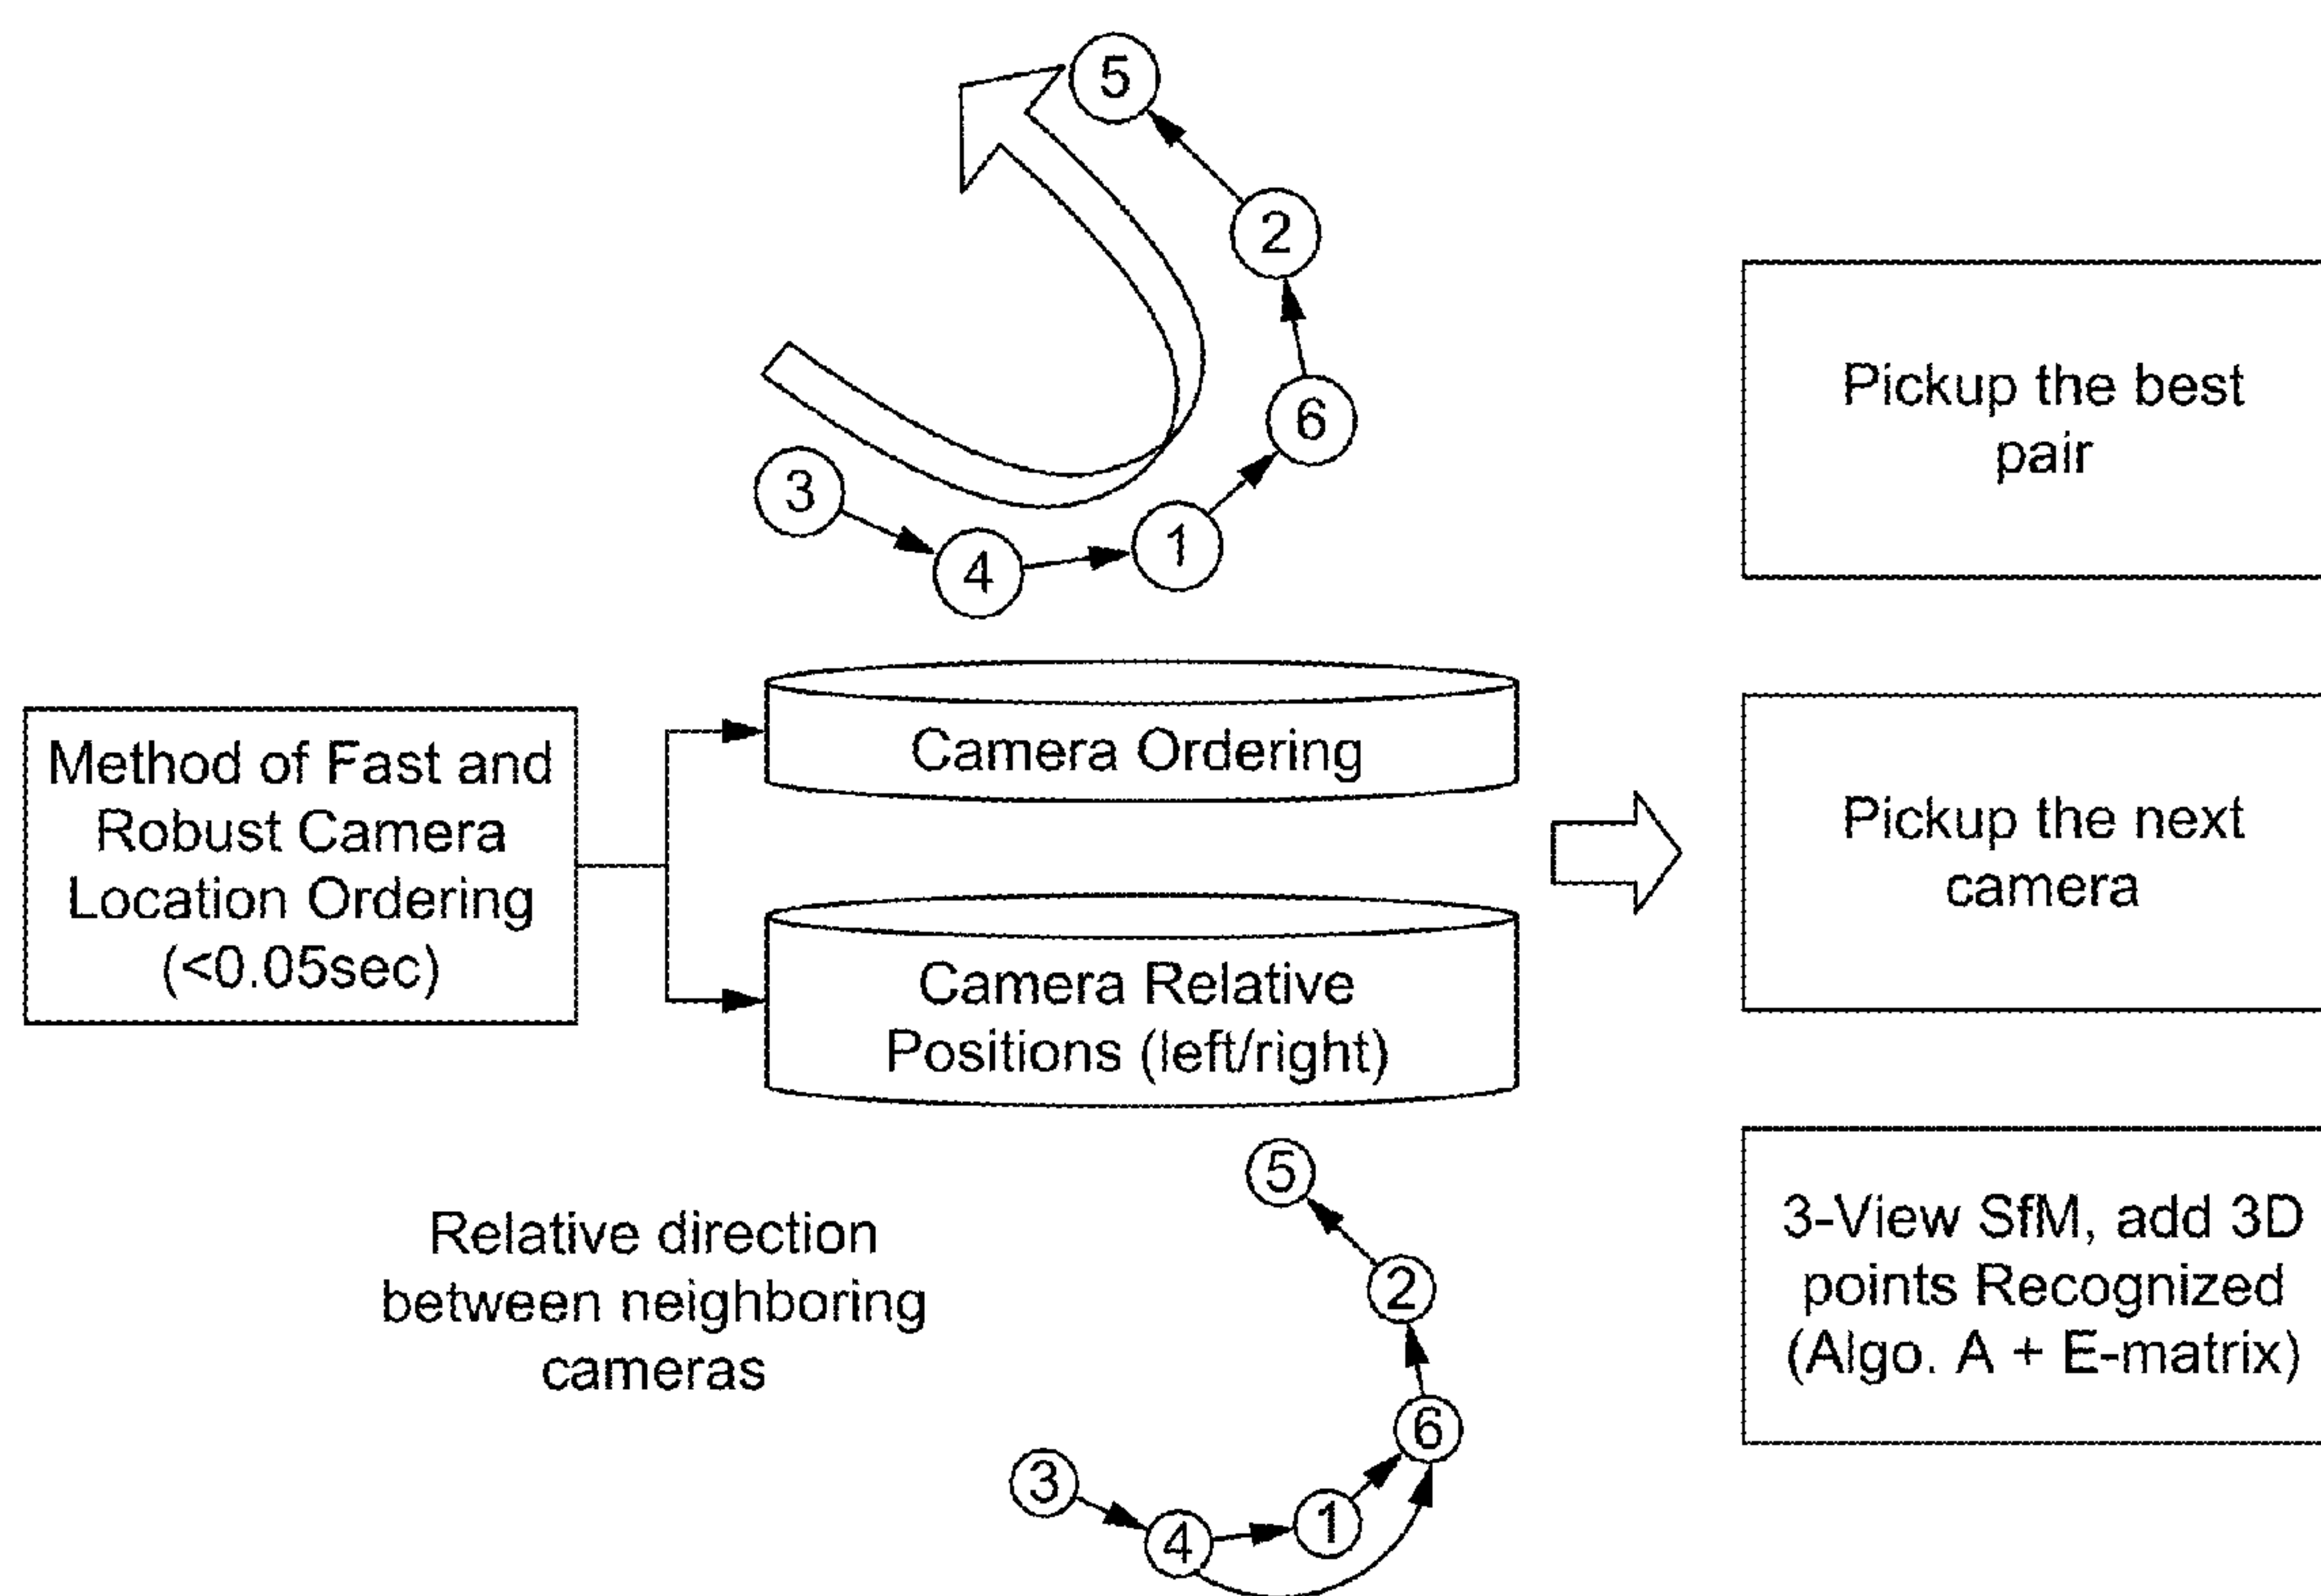 5
2
6
3
1
4
Pickup the best
pair
Method of Fast and
Robust Camera
Location Ordering
(<0.05sec)
Camera Ordering
Camera Relative
Positions (left/right)
Pickup the next
camera
Relative direction
between neighboring
cameras
5
2
6
3
1
4
3-View SfM, add 3D
points Recognized
(Algo. A + E-matrix)